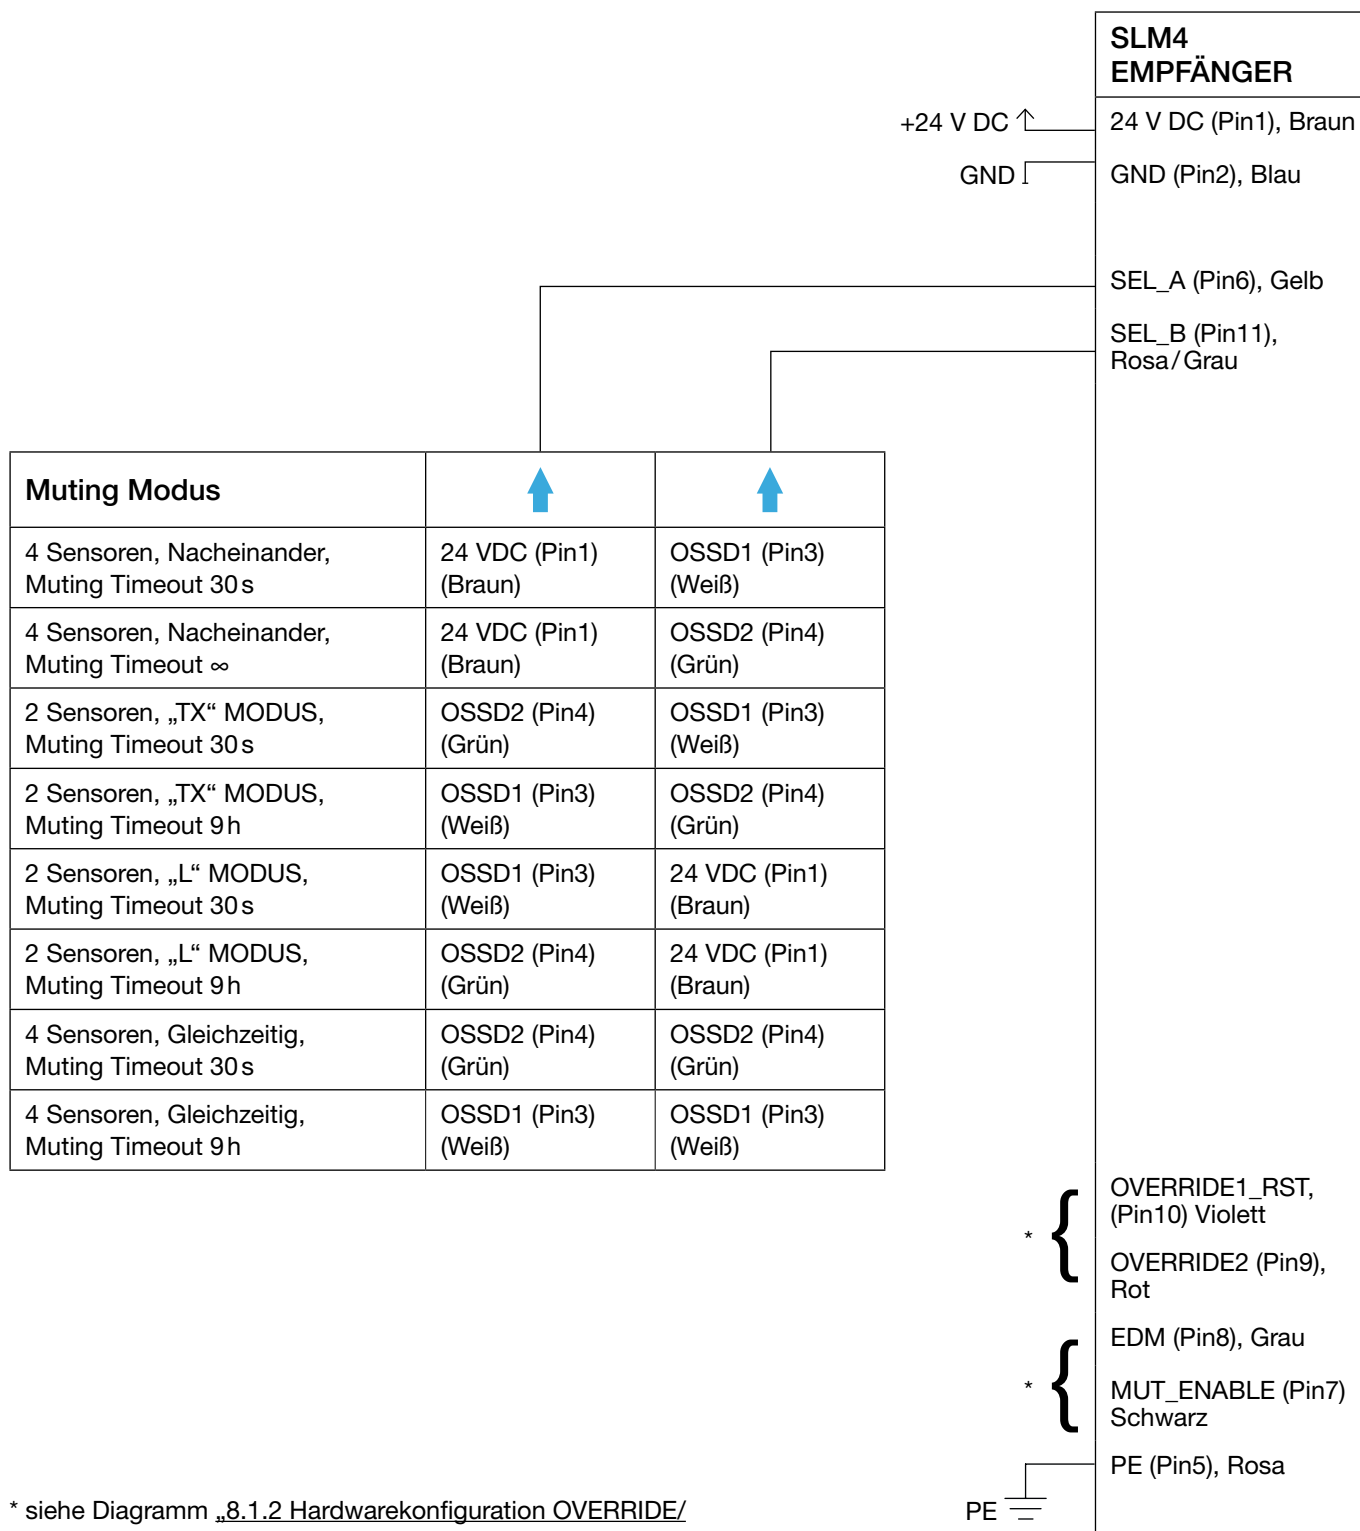 SLM4
EMPFÄNGER
+24 V DC
24 V DC (Pin1), Braun
GND
GND (Pin2), Blau
SEL_A (Pin6), Gelb
SEL_B (Pin11),
Rosa/Grau
Muting Modus
4 Sensoren, Nacheinander,
Muting Timeout 30 s
24 VDC (Pin1)
(Braun)
OSSD1 (Pin3)
(Weiß)
4 Sensoren, Nacheinander,
Muting Timeout ∞
24 VDC (Pin1)
(Braun)
OSSD2 (Pin4)
(Grün)
2 Sensoren, „TX“ MODUS,
Muting Timeout 30 s
OSSD2 (Pin4)
(Grün)
OSSD1 (Pin3)
(Weiß)
2 Sensoren, „TX“ MODUS,
Muting Timeout 9 h
OSSD1 (Pin3)
(Weiß)
OSSD2 (Pin4)
(Grün)
2 Sensoren, „L“ MODUS,
Muting Timeout 30 s
OSSD1 (Pin3)
(Weiß)
24 VDC (Pin1)
(Braun)
2 Sensoren, „L“ MODUS,
Muting Timeout 9 h
OSSD2 (Pin4)
(Grün)
24 VDC (Pin1)
(Braun)
4 Sensoren, Gleichzeitig,
Muting Timeout 30 s
OSSD2 (Pin4)
(Grün)
OSSD2 (Pin4)
(Grün)
4 Sensoren, Gleichzeitig,
Muting Timeout 9 h
OSSD1 (Pin3)
(Weiß)
OSSD1 (Pin3)
(Weiß)
*
OVERRIDE1_RST,
(Pin10) Violett
OVERRIDE2 (Pin9),
Rot
*
EDM (Pin8), Grau
MUT_ENABLE (Pin7)
Schwarz
PE (Pin5), Rosa
PE
* siehe Diagramm „8.1.2 Hardwarekonfiguration OVERRIDE/